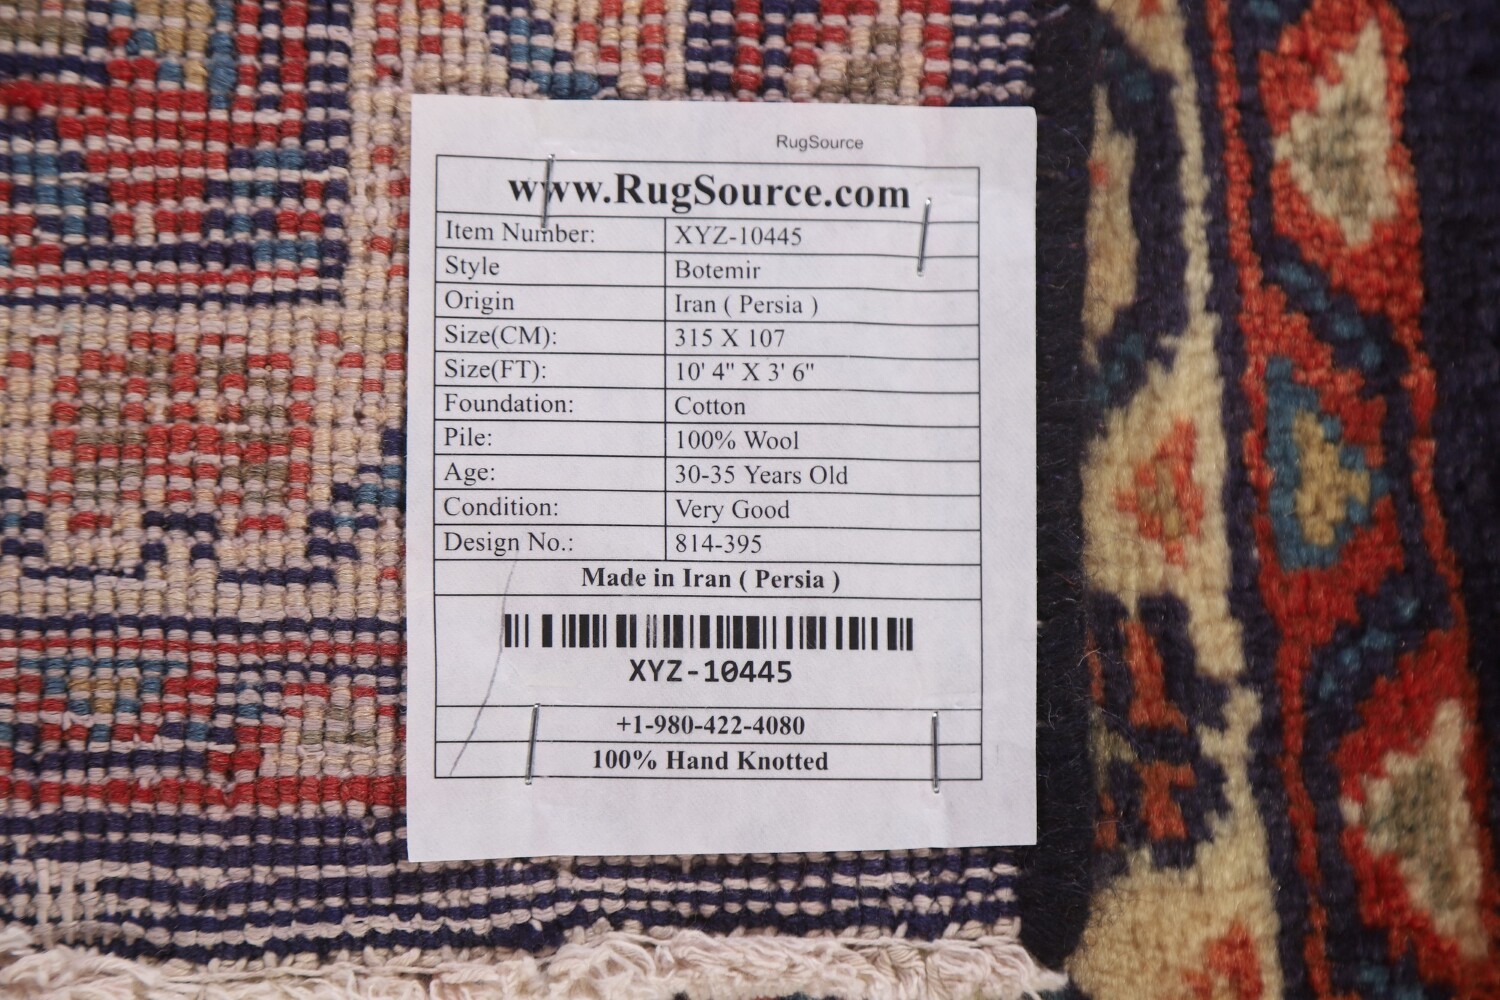 RugSource
www.RugSource.com
Item Number: XYZ-10445
Style Botemir
Origin Iran ( Persia )
Size(CM): 315 X 107
Size(FT): 10' 4" X 3' 6"
Foundation: Cotton
Pile: 100% Wool
Age: 30-35 Years Old
Condition: Very Good
Design No.: 814-395
Made in Iran ( Persia )
XYZ-10445
+1-980-422-4080
100% Hand Knotted